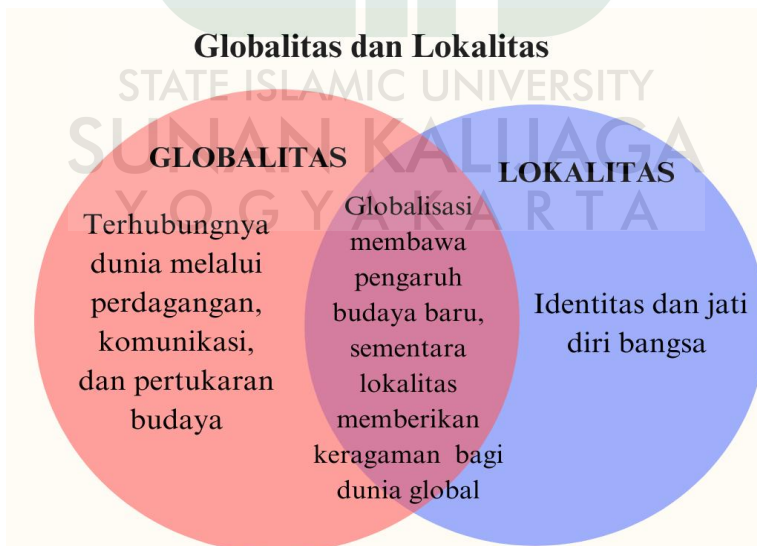 Globalitas dan Lokalitas
STATE ISLAMIC UNIVERSITY
SUNAN KALIJAGA
YOGYAKARTA
GLOBALITAS
Terhubungnya
dunia melalui
perdagangan,
komunikasi,
dan pertukaran
budaya
Globalisasi
membawa
pengaruh
budaya baru,
sementara
lokalitas
memberikan
keragaman bagi
dunia global
LOKALITAS
Identitas dan jati
diri bangsa